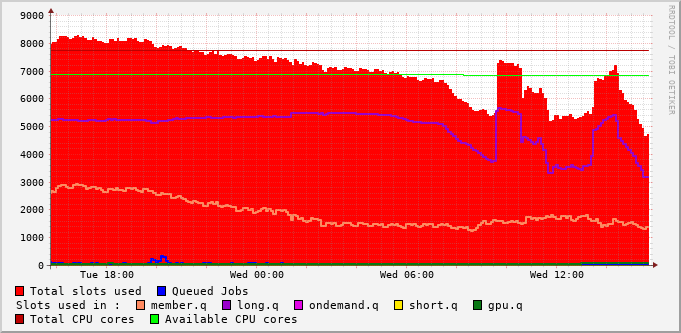 RRDTOOL / TOBI OETIKER
9000
8000
7000
6000
5000
4000
3000
2000
1000
0
Tue 18:00 Wed 00:00 Wed 06:00 Wed 12:00
Total slots used Queued Jobs
Slots used in : member.q long.q ondemand.q short.q gpu.q
Total CPU cores Available CPU cores